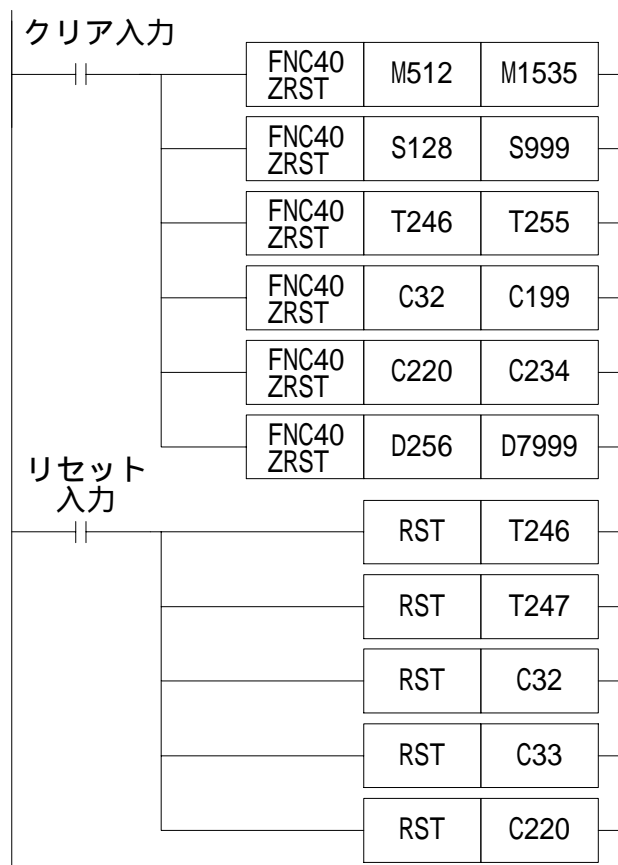 クリア入力
FNC40
ZRST
M512
M1535
FNC40
ZRST
S128
S999
FNC40
ZRST
T246
T255
FNC40
ZRST
C32
C199
FNC40
ZRST
C220
C234
FNC40
ZRST
D256
D7999
リセット
入力
RST
T246
RST
T247
RST
C32
RST
C33
RST
C220